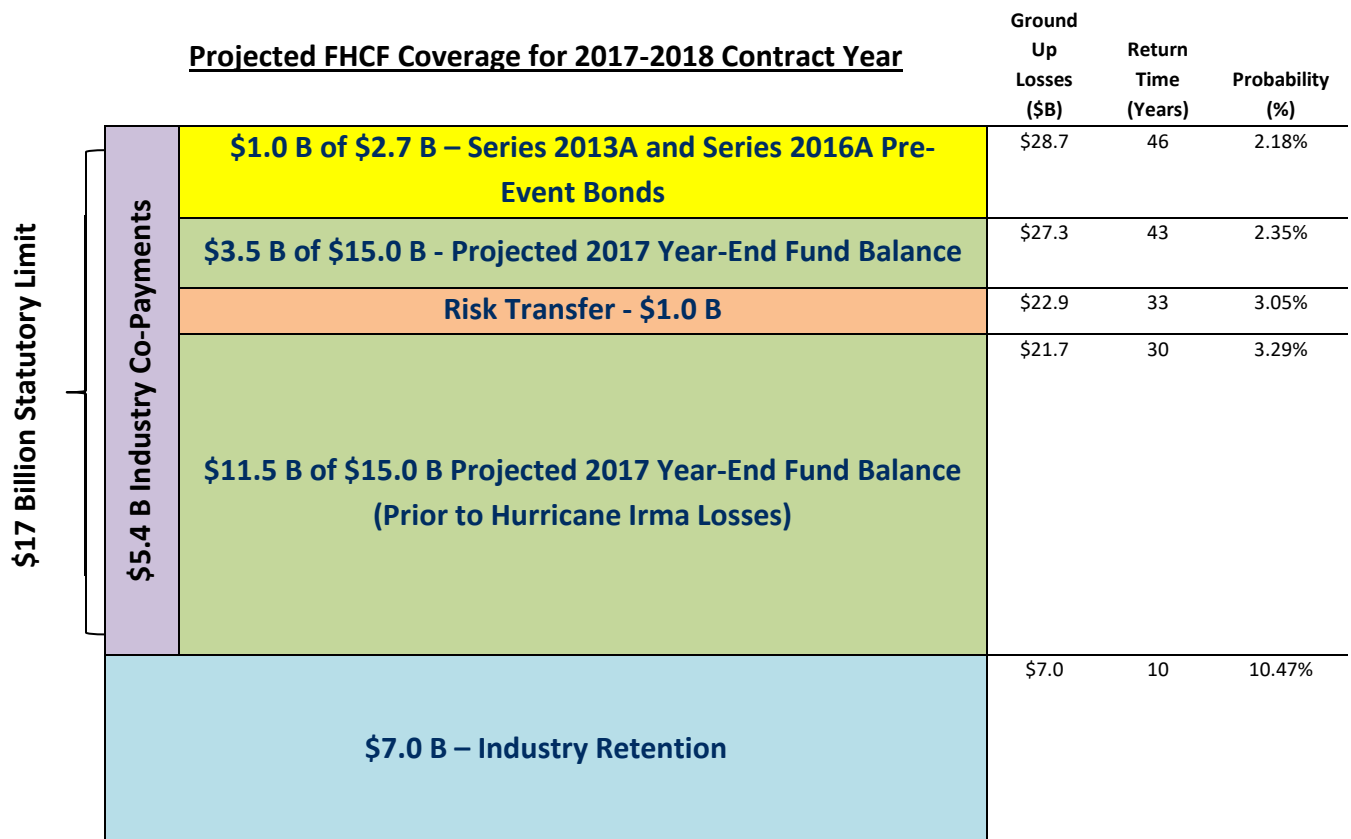 Projected FHCF Coverage for 2017-2018 Contract Year
Ground
Up
Losses
($B)
Return
Time
(Years)
Probability
(%)
$17 Billion Statutory Limit
$5.4 B Industry Co-Payments
$1.0 B of $2.7 B – Series 2013A and Series 2016A Pre-
Event Bonds
$28.7 46 2.18%
$3.5 B of $15.0 B - Projected 2017 Year-End Fund Balance
$27.3 43 2.35%
Risk Transfer - $1.0 B
$22.9 33 3.05%
$11.5 B of $15.0 B Projected 2017 Year-End Fund Balance
(Prior to Hurricane Irma Losses)
$21.7 30 3.29%
$7.0 B – Industry Retention
$7.0 10 10.47%